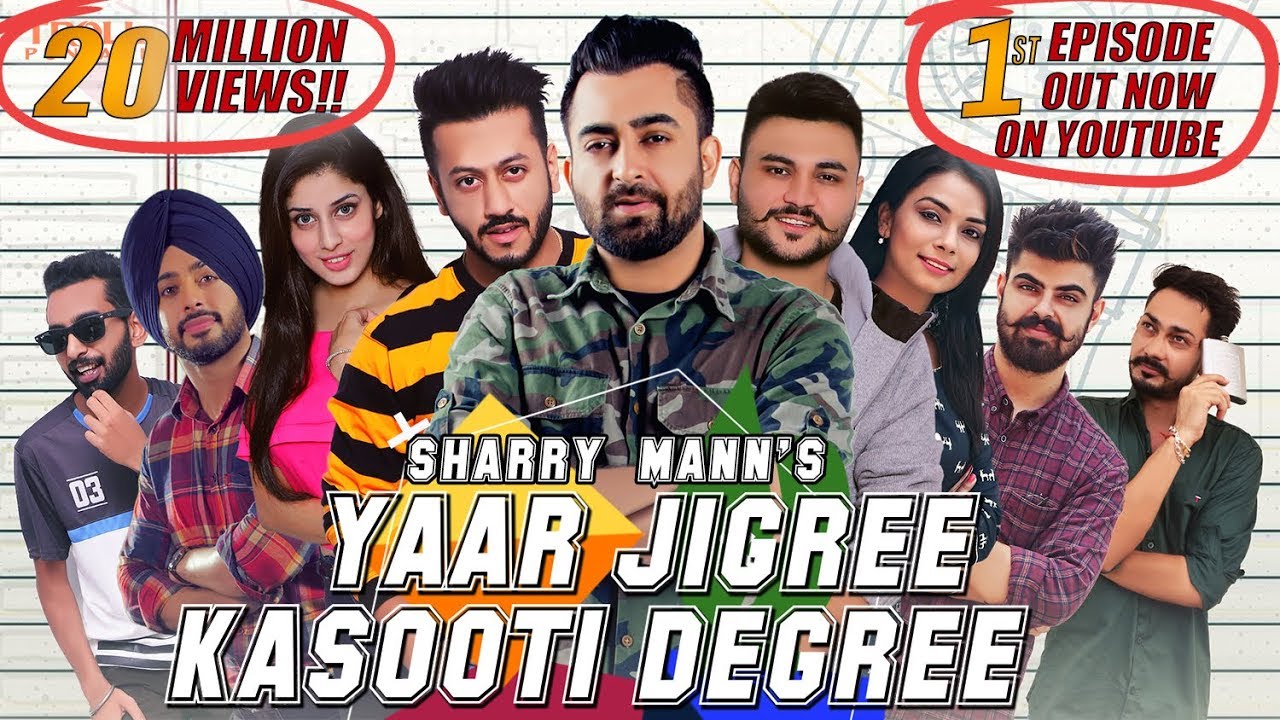 20 MILLION
VIEWS!!
1ST EPISODE
OUT NOW
ON YOUTUBE
03
SHARRY MANN'S
YAAR JIGREE
KASOOTI DEGREE